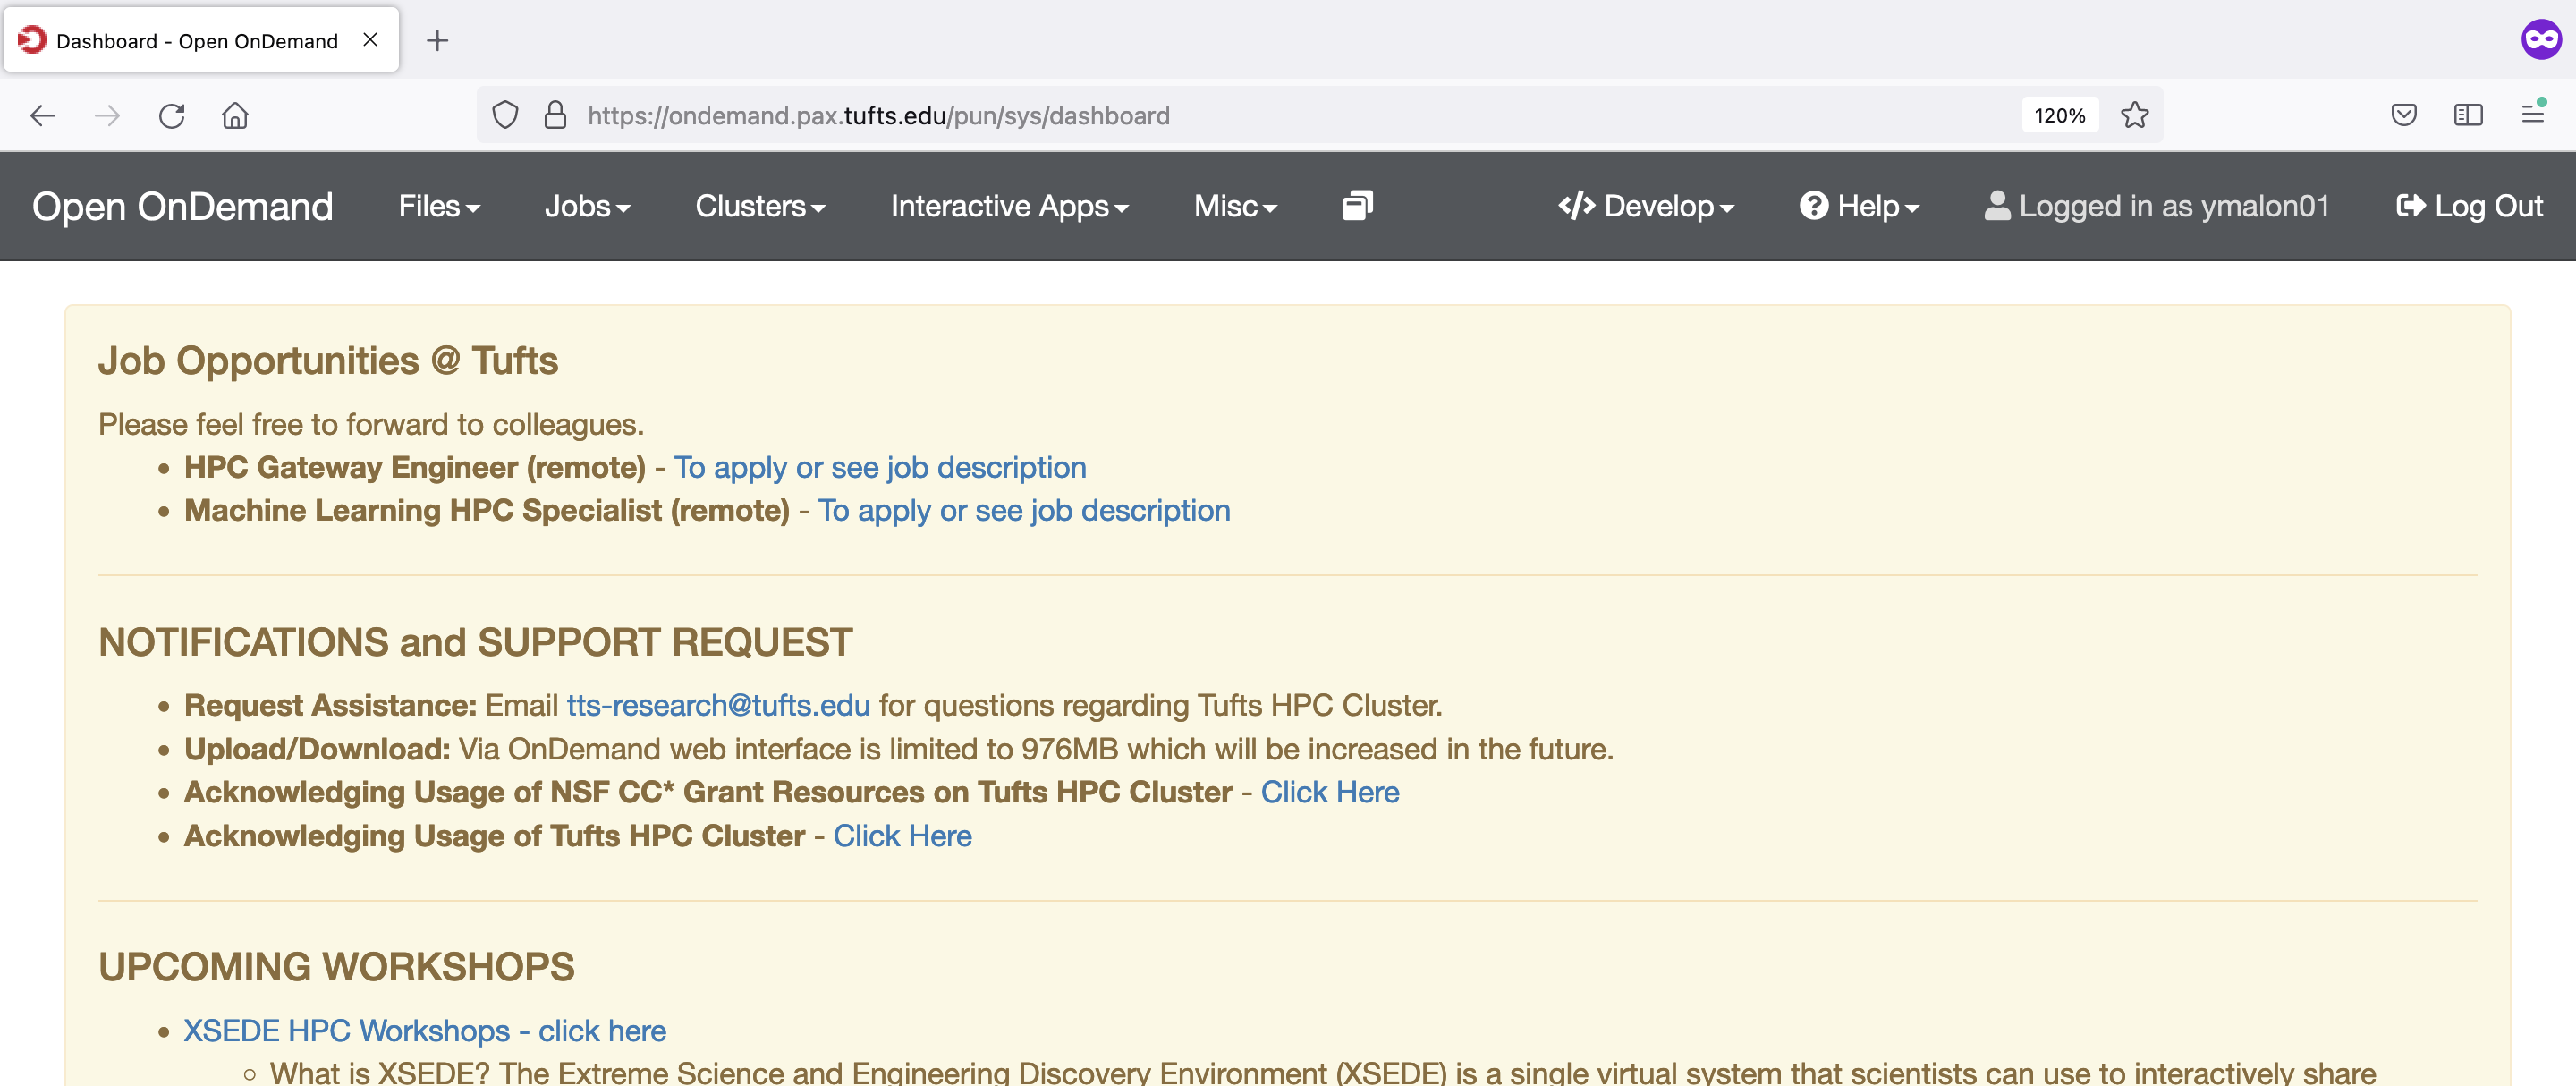 Dashboard - Open OnDemand
https://ondemand.pax.tufts.edu/pun/sys/dashboard
120%
Open OnDemand Files Jobs Clusters Interactive Apps Misc </> Develop Help Logged in as ymalon01 Log Out
Job Opportunities @ Tufts
Please feel free to forward to colleagues.
• HPC Gateway Engineer (remote) - To apply or see job description
• Machine Learning HPC Specialist (remote) - To apply or see job description
NOTIFICATIONS and SUPPORT REQUEST
• Request Assistance: Email tts-research@tufts.edu for questions regarding Tufts HPC Cluster.
• Upload/Download: Via OnDemand web interface is limited to 976MB which will be increased in the future.
• Acknowledging Usage of NSF CC* Grant Resources on Tufts HPC Cluster - Click Here
• Acknowledging Usage of Tufts HPC Cluster - Click Here
UPCOMING WORKSHOPS
• XSEDE HPC Workshops - click here
○ What is XSEDE? The Extreme Science and Engineering Discovery Environment (XSEDE) is a single virtual system that scientists can use to interactively share